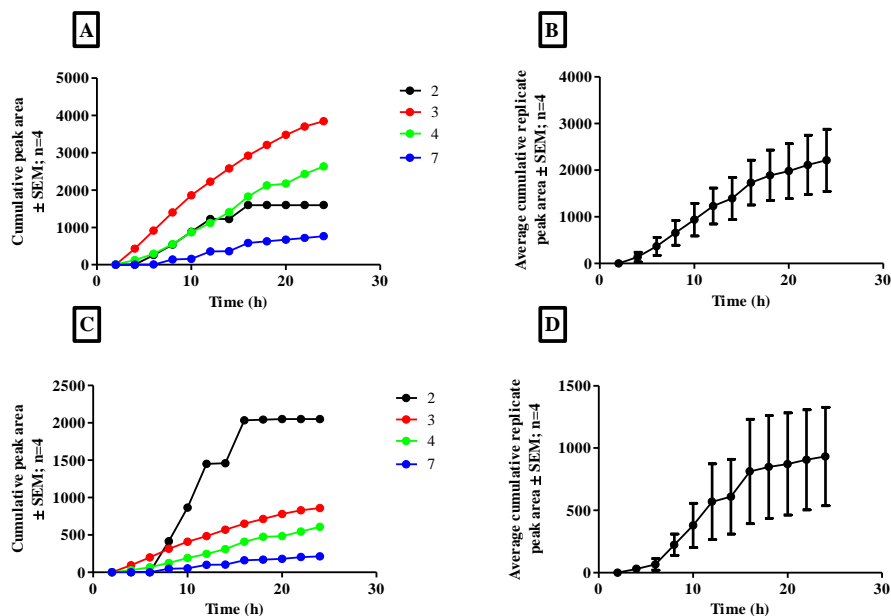 A
Cumulative peak area
± SEM; n=4
5000
4000
3000
2000
1000
0
0
10
20
30
Time (h)
2
3
4
7
B
Average cumulative replicate
peak area ± SEM; n=4
4000
3000
2000
1000
0
0
10
20
30
Time (h)
C
Cumulative peak area
± SEM; n=4
2500
2000
1500
1000
500
0
0
10
20
30
Time (h)
2
3
4
7
D
Average cumulative replicate
peak area ± SEM; n=4
1500
1000
500
0
0
10
20
30
Time (h)